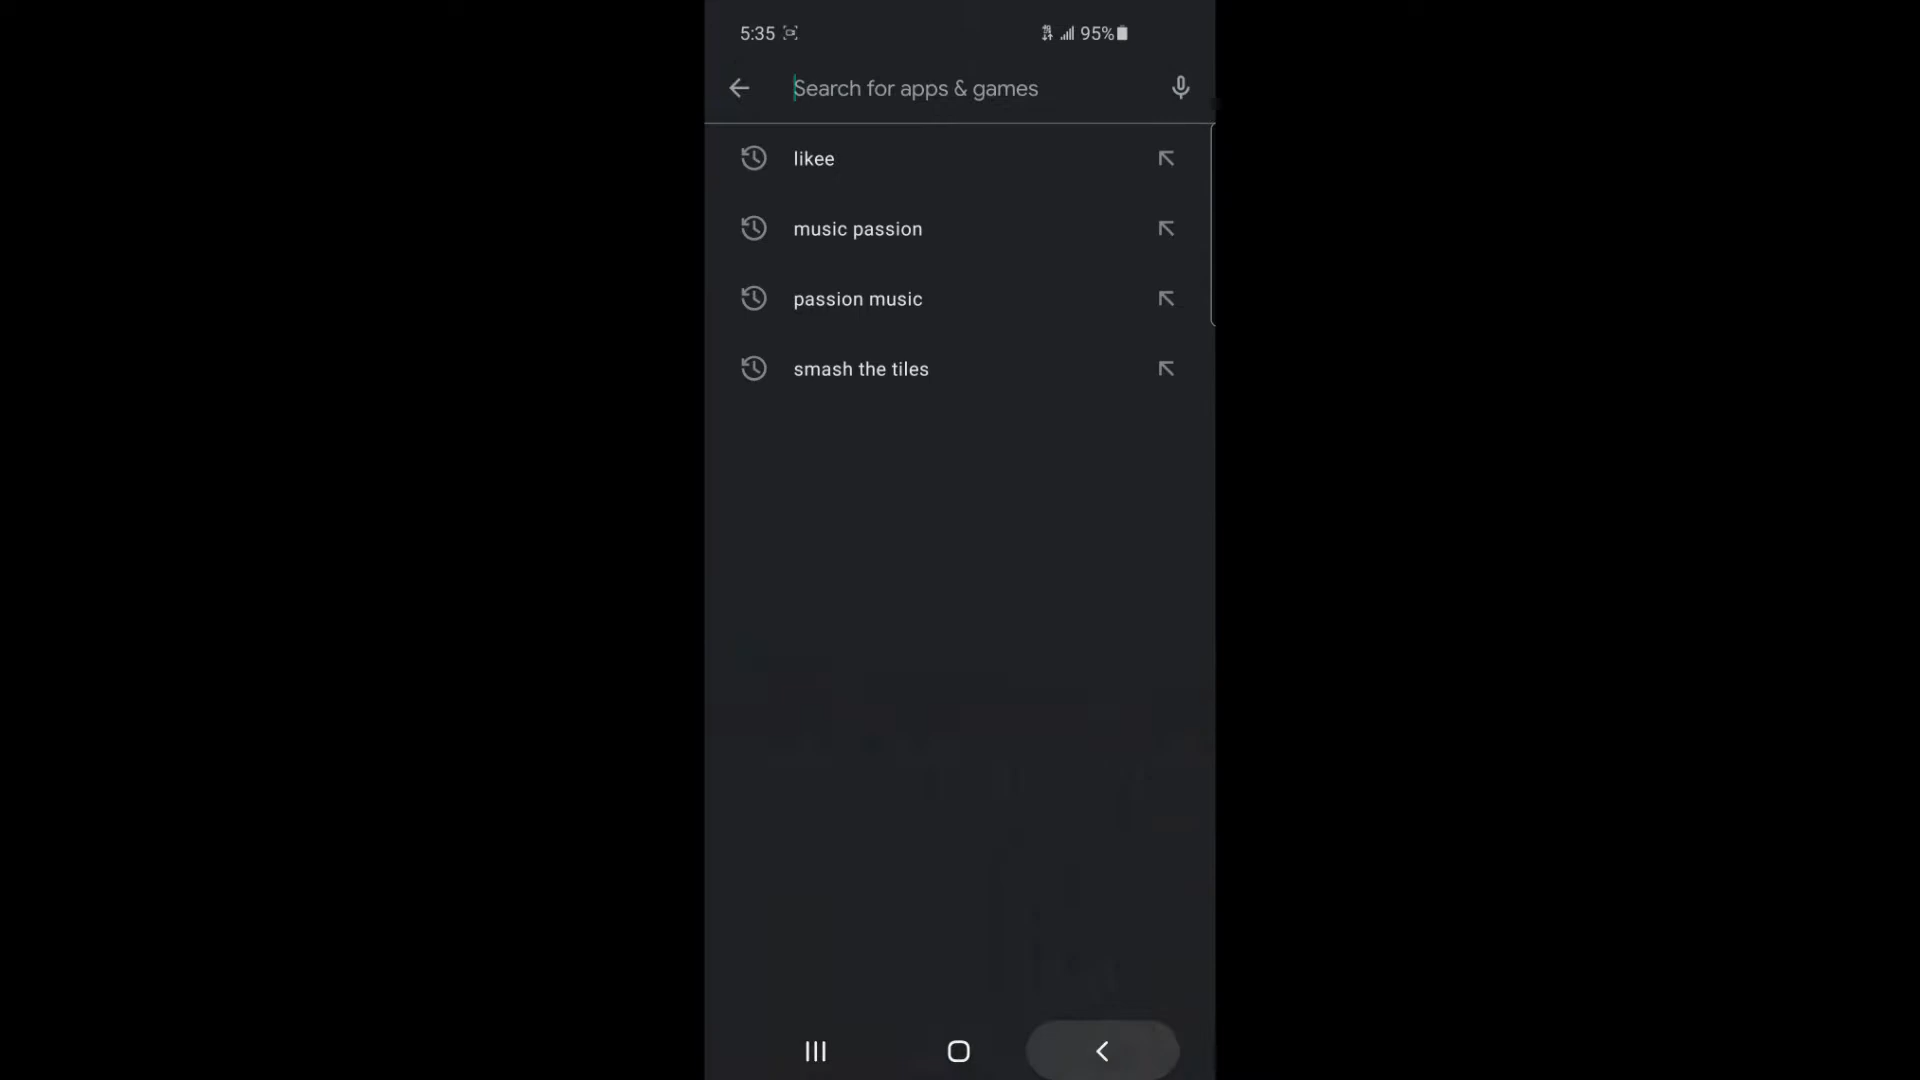 5:35 95%
Search for apps & games
likee
music passion
passion music
smash the tiles